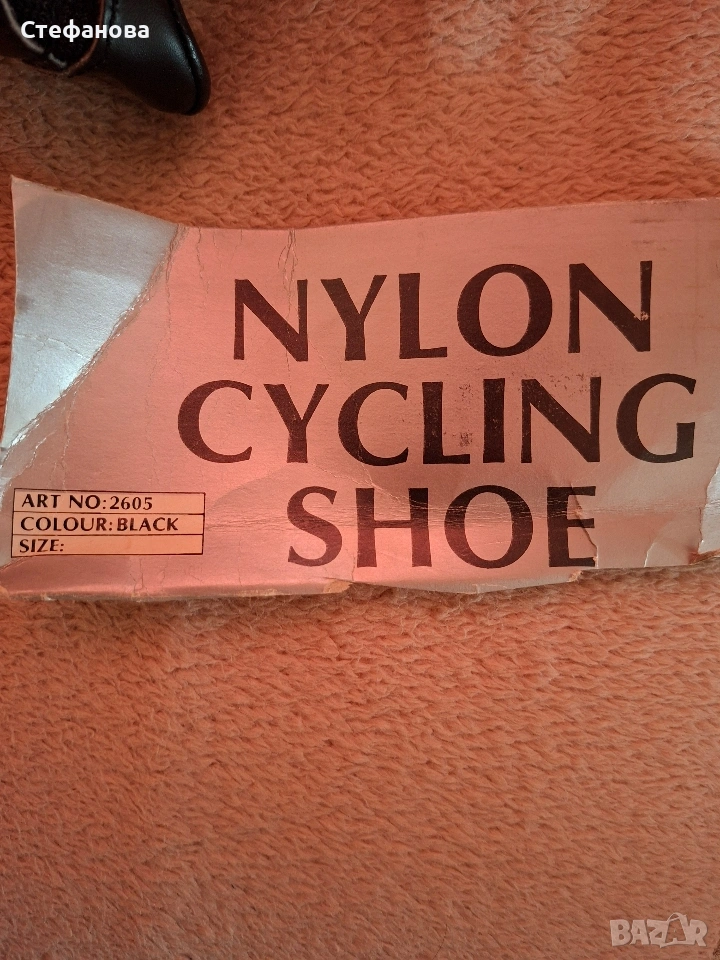 Стефанова
NYLON
CYCLING
SHOE
ART NO: 2605
COLOUR: BLACK
SIZE:
BAZAR